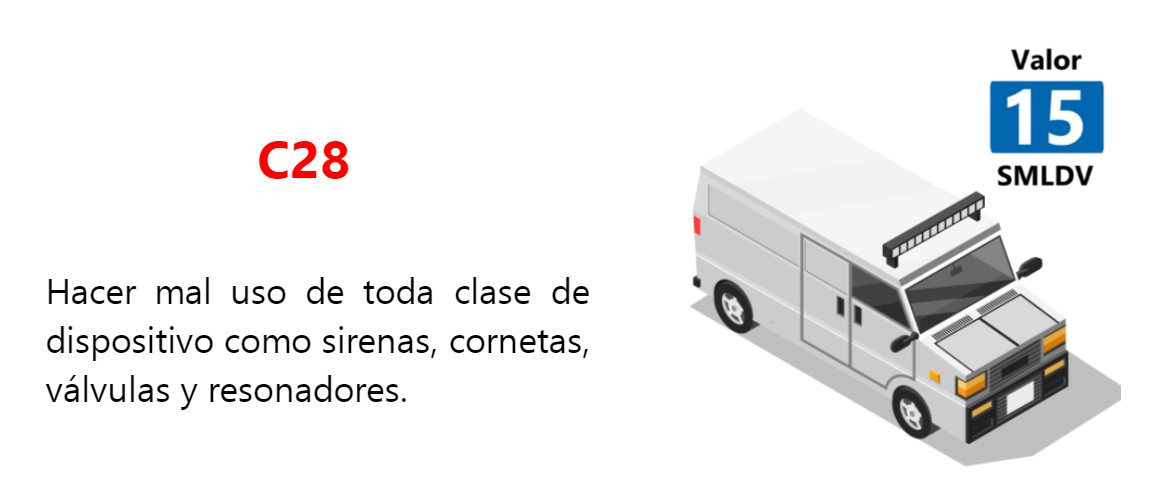 Valor
15
SMLDV
C28
Hacer mal uso de toda clase de
dispositivo como sirenas, cornetas,
válvulas y resonadores.